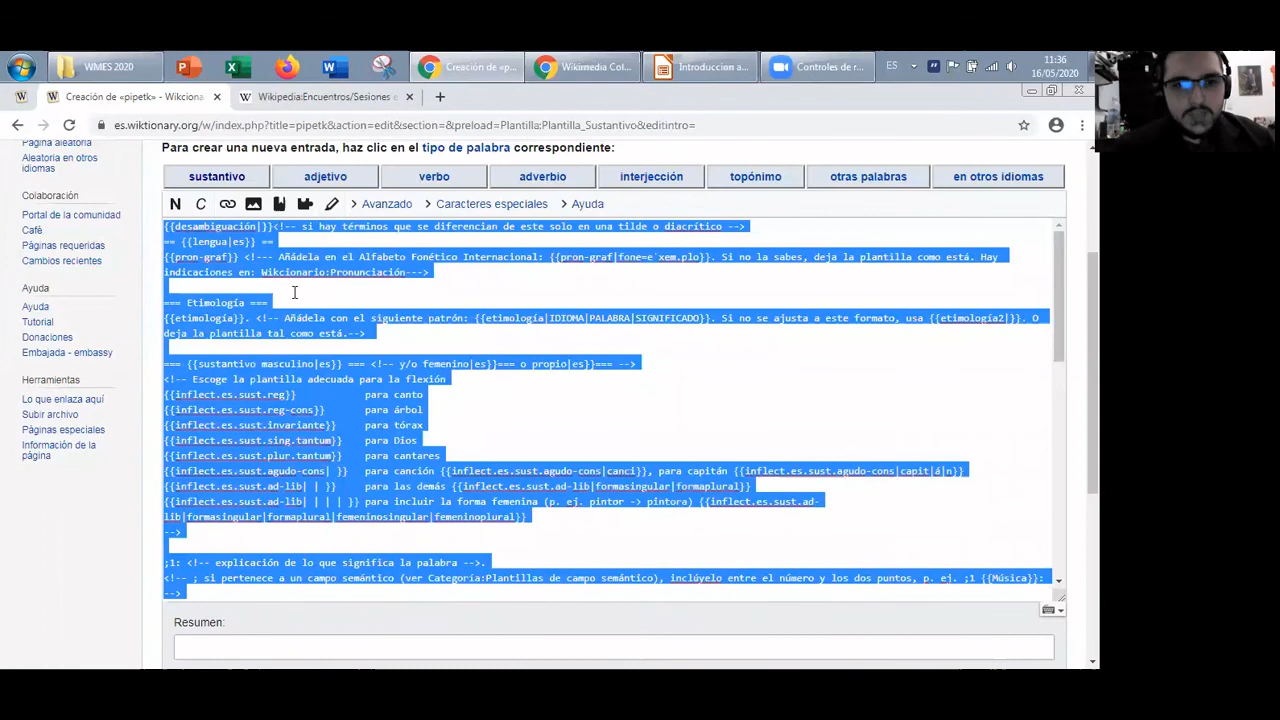 WMES 2020
Creación de «p...
Wikimedia Col...
Introduccion a...
Controles de r...
ES
11:36
16/05/2020
Creación de «pipetk» - Wikcionar
Wikipedia:Encuentros/Sesiones e
es.wiktionary.org/w/index.php?title=pipetk&action=edit&section=&preload=Plantilla:Plantilla_Sustantivo&editintro=
Página aleatoria
Aleatoria en otros
idiomas
Colaboración
Portal de la comunidad
Café
Páginas requeridas
Cambios recientes
Ayuda
Ayuda
Tutorial
Donaciones
Embajada - embassy
Herramientas
Lo que enlaza aquí
Subir archivo
Páginas especiales
Información de la
página
Para crear una nueva entrada, haz clic en el tipo de palabra correspondiente:
sustantivo adjetivo verbo adverbio interjección topónimo otras palabras en otros idiomas
N C Avanzado Caracteres especiales Ayuda
{{desambiguación|}}<!-- si hay términos que se diferencian de este solo en una tilde o diacrítico -->
== {{lengua|es}} ==
{{pron-graf}} <!--- Añádela en el Alfabeto Fonético Internacional: {{pron-graf|fone=e`xem.plo}}. Si no la sabes, deja la plantilla como está. Hay
indicaciones en: Wikcionario:Pronunciación--->
=== Etimología ===
{{etimología}}. <!-- Añádela con el siguiente patrón: {{etimología|IDIOMA|PALABRA|SIGNIFICADO}}. Si no se ajusta a este formato, usa {{etimología2|}}. O
deja la plantilla tal como está.-->
=== {{sustantivo masculino|es}} === <!-- y/o femenino|es}}=== o propio|es}}=== -->
<!-- Escoge la plantilla adecuada para la flexión
{{inflect.es.sust.reg}} para canto
{{inflect.es.sust.reg-cons}} para árbol
{{inflect.es.sust.invariante}} para tórax
{{inflect.es.sust.sing.tantum}} para Dios
{{inflect.es.sust.plur.tantum}} para cantares
{{inflect.es.sust.agudo-cons| }} para canción {{inflect.es.sust.agudo-cons|canci}}, para capitán {{inflect.es.sust.agudo-cons|capit|á|n}}
{{inflect.es.sust.ad-lib| | }} para las demás {{inflect.es.sust.ad-lib|formasingular|formaplural}}
{{inflect.es.sust.ad-lib| | | | }} para incluir la forma femenina (p. ej. pintor -> pintora) {{inflect.es.sust.ad-
lib|formasingular|formaplural|femeninosingular|femeninoplural}}
-->
;1: <!-- explicación de lo que significa la palabra -->.
<!-- ; si pertenece a un campo semántico (ver Categoría:Plantillas de campo semántico), inclúyelo entre el número y los dos puntos, p. ej. ;1 {{Música}}:
-->
Resumen: